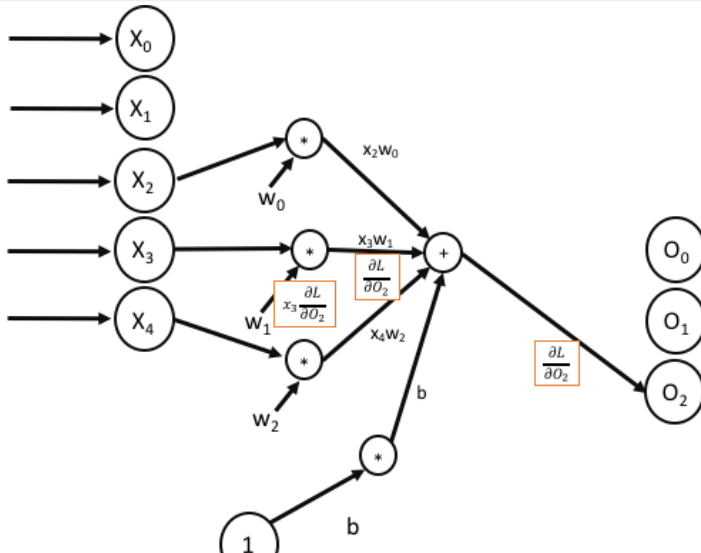 X₀
X₁
X₂
*
x₂w₀
w₀
X₃
*
x₃w₁
+
O₀
∂L/∂O₂
x₃ ∂L/∂O₂
w₁
X₄
x₄w₂
O₁
*
w₂
∂L/∂O₂
O₂
b
*
b
1